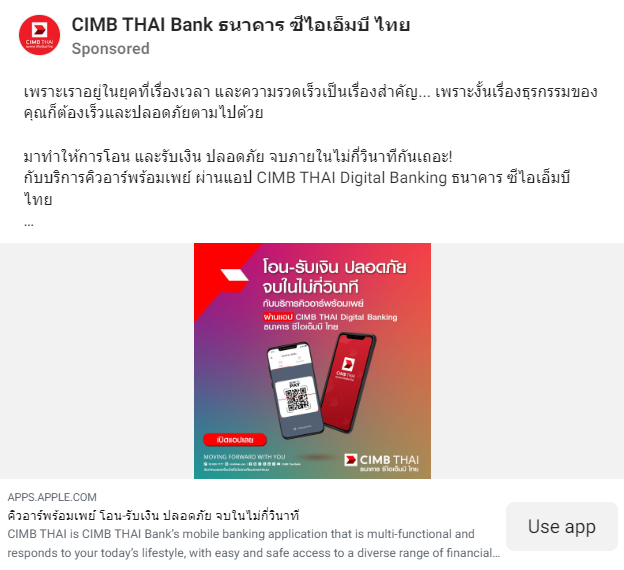 CIMB THAI Bank ธนาคาร ซีไอเอ็มบี ไทย
Sponsored
เพราะเราอยู่ในยุคที่เรื่องเวลา และความรวดเร็วเป็นเรื่องสำคัญ... เพราะงั้นเรื่องธุรกรรมของ
คุณก็ต้องเร็วและปลอดภัยตามไปด้วย
มาทำให้การโอน และรับเงิน ปลอดภัย จบภายในไม่กี่วินาทีกันเถอะ!
กับบริการคิวอาร์พร้อมเพย์ ผ่านแอป CIMB THAI Digital Banking ธนาคาร ซีไอเอ็มบี
ไทย
...
โอน-รับเงิน ปลอดภัย
จบในไม่กี่วินาที
กับบริการคิวอาร์พร้อมเพย์
ผ่านแอป CIMB THAI Digital Banking
ธนาคาร ซีไอเอ็มบี ไทย
PAY
CIMB THAI
เปิดแอปเลย
MOVING FORWARD WITH YOU
CIMB THAI
ธนาคาร ซีไอเอ็มบี ไทย
APPS.APPLE.COM
คิวอาร์พร้อมเพย์ โอน-รับเงิน ปลอดภัย จบในไม่กี่วินาที
CIMB THAI is CIMB THAI Bank's mobile banking application that is multi-functional and
responds to your today's lifestyle, with easy and safe access to a diverse range of financial...
Use app